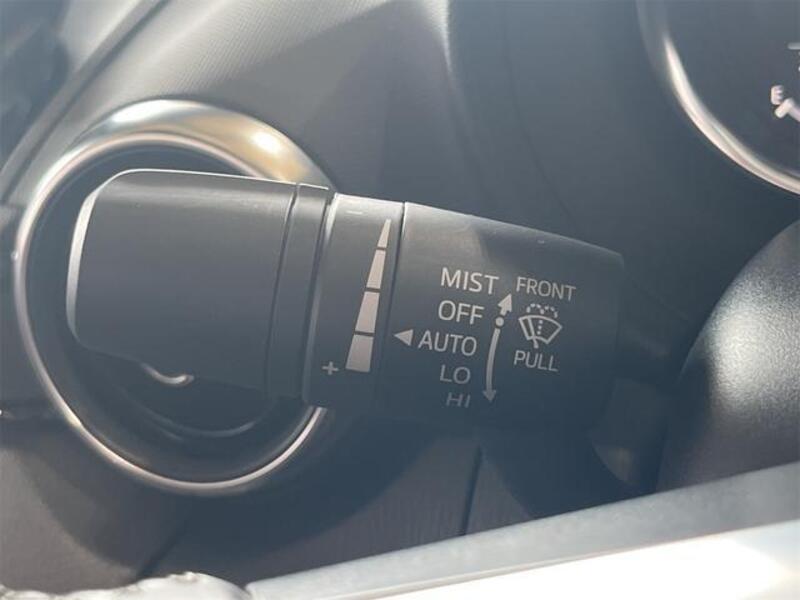 −
+
MIST
OFF
AUTO
LO
HI
FRONT
PULL
E